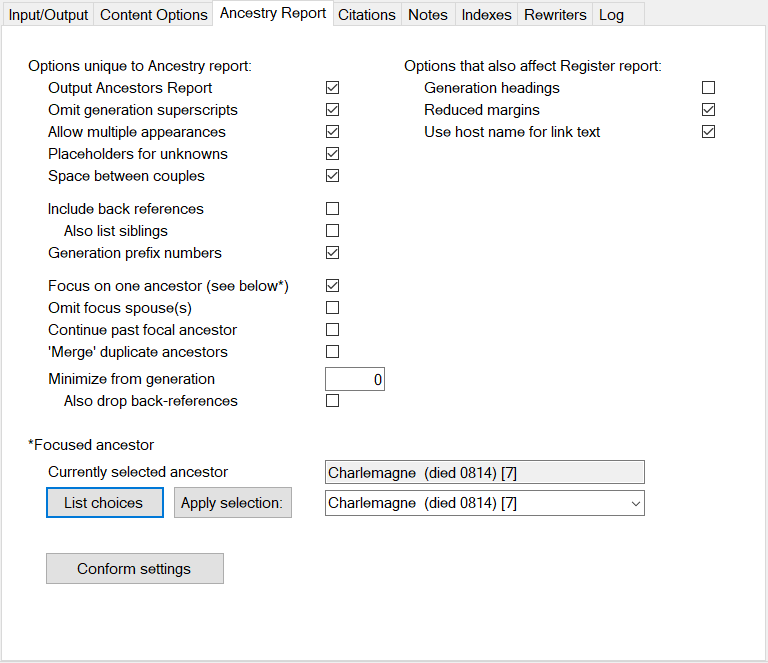 Input/Output Content Options Ancestry Report Citations Notes Indexes Rewriters Log
Options unique to Ancestry report:
Output Ancestors Report
Omit generation superscripts
Allow multiple appearances
Placeholders for unknowns
Space between couples
Include back references
Also list siblings
Generation prefix numbers
Focus on one ancestor (see below*)
Omit focus spouse(s)
Continue past focal ancestor
'Merge' duplicate ancestors
Minimize from generation 0
Also drop back-references
Options that also affect Register report:
Generation headings
Reduced margins
Use host name for link text
*Focused ancestor
Currently selected ancestor Charlemagne (died 0814) [7]
List choices Apply selection: Charlemagne (died 0814) [7]
Conform settings